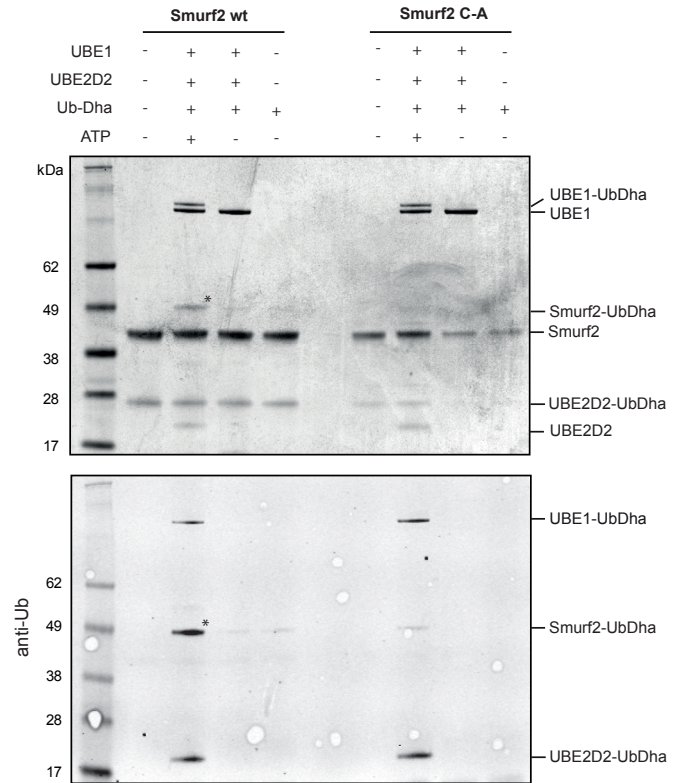 Smurf2 wt Smurf2 C-A
UBE1 - + + - - + + -
UBE2D2 - + + - - + + -
Ub-Dha - + + + - + + +
ATP - + - - - + - -
kDa
UBE1-UbDha
UBE1
62
49
*
Smurf2-UbDha
Smurf2
38
28
UBE2D2-UbDha
UBE2D2
17
UBE1-UbDha
62
anti-Ub
49
*
Smurf2-UbDha
38
28
UBE2D2-UbDha
17